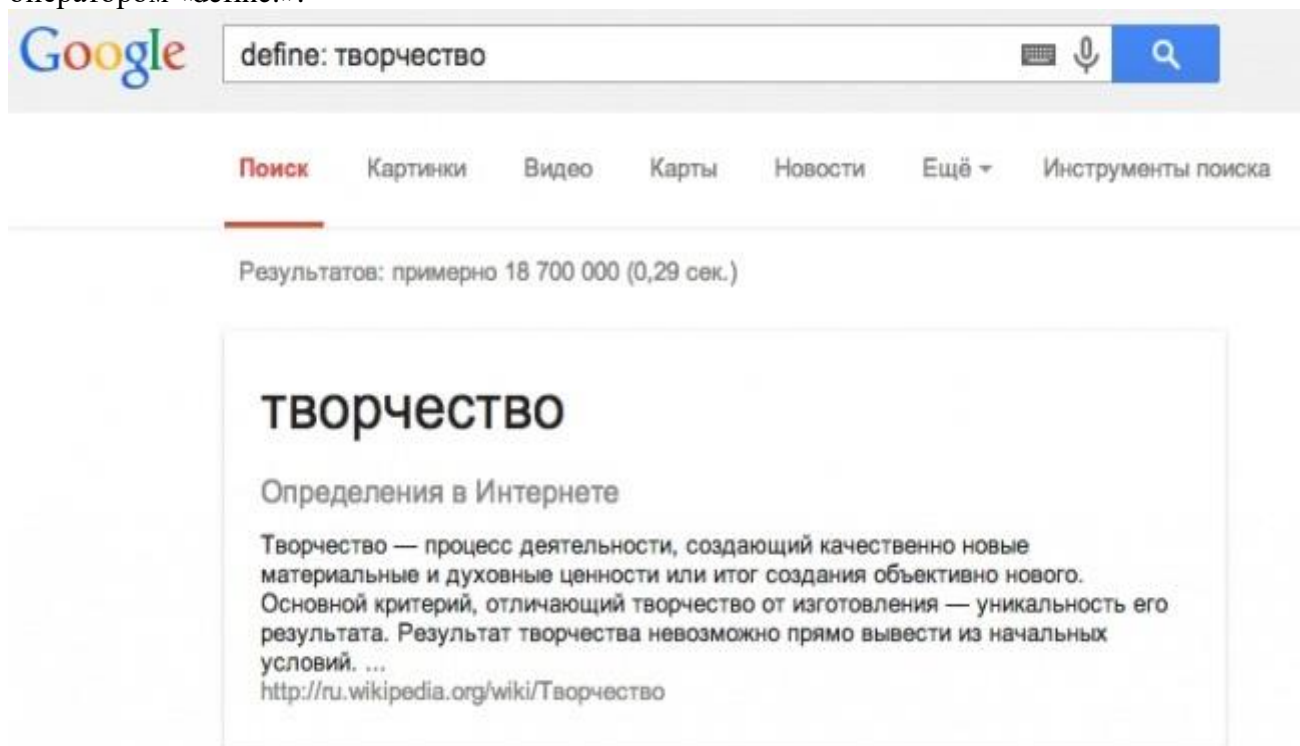 оператором «define:».
Google define: творчество
Поиск Картинки Видео Карты Новости Ещё Инструменты поиска
Результатов: примерно 18 700 000 (0,29 сек.)
творчество
Определения в Интернете
Творчество — процесс деятельности, создающий качественно новые
материальные и духовные ценности или итог создания объективно нового.
Основной критерий, отличающий творчество от изготовления — уникальность его
результата. Результат творчества невозможно прямо вывести из начальных
условий. ...
http://ru.wikipedia.org/wiki/Творчество